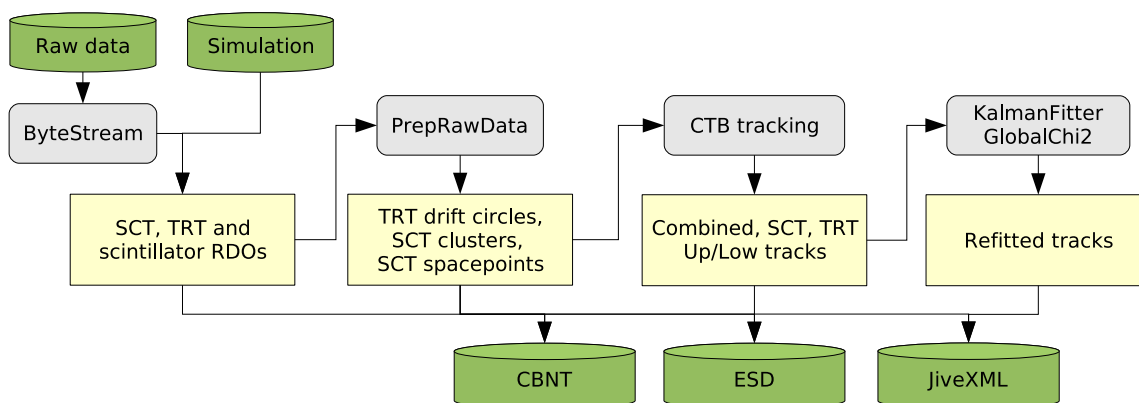 Raw data
Simulation
ByteStream
PrepRawData
CTB tracking
KalmanFitter
GlobalChi2
SCT, TRT and
scintillator RDOs
TRT drift circles,
SCT clusters,
SCT spacepoints
Combined, SCT, TRT
Up/Low tracks
Refitted tracks
CBNT
ESD
JiveXML